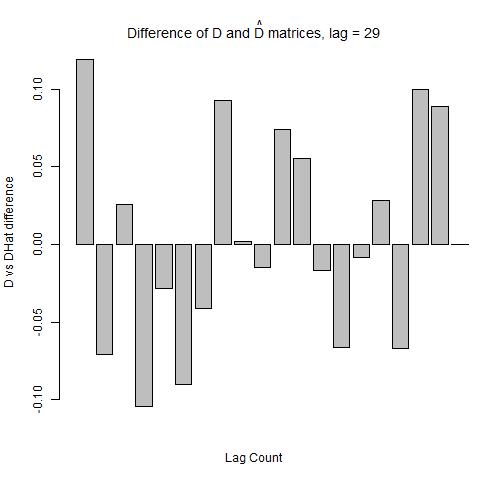 Difference of D and D̂ matrices, lag = 29
0.10
0.05
0.00
-0.05
-0.10
D vs DHat difference
Lag Count